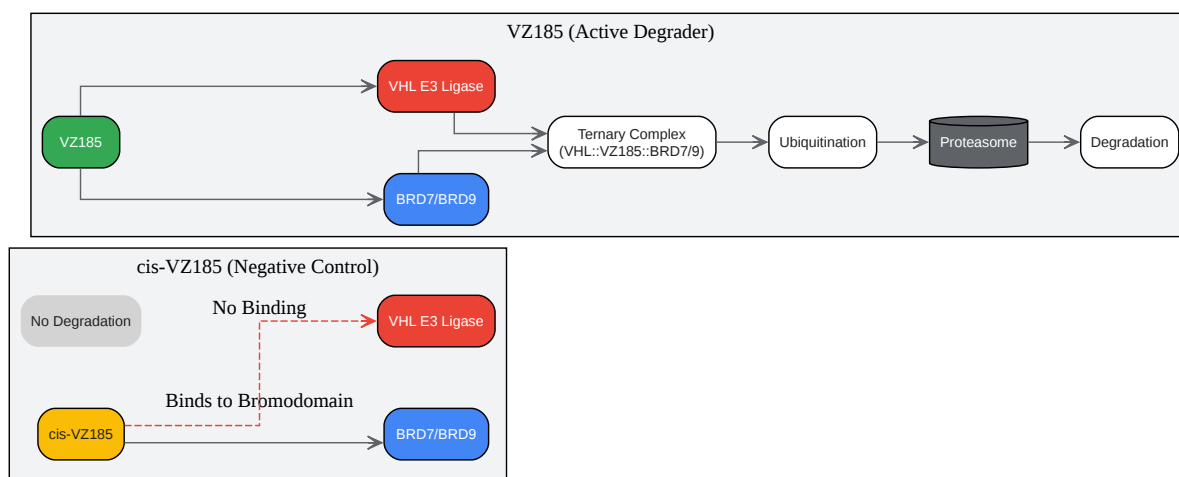 VZ185 (Active Degrader)
VHL E3 Ligase
VZ185
Ternary Complex
(VHL::VZ185::BRD7/9)
Ubiquitination
Proteasome
Degradation
BRD7/BRD9
cis-VZ185 (Negative Control)
No Degradation
No Binding
VHL E3 Ligase
Binds to Bromodomain
cis-VZ185
BRD7/BRD9